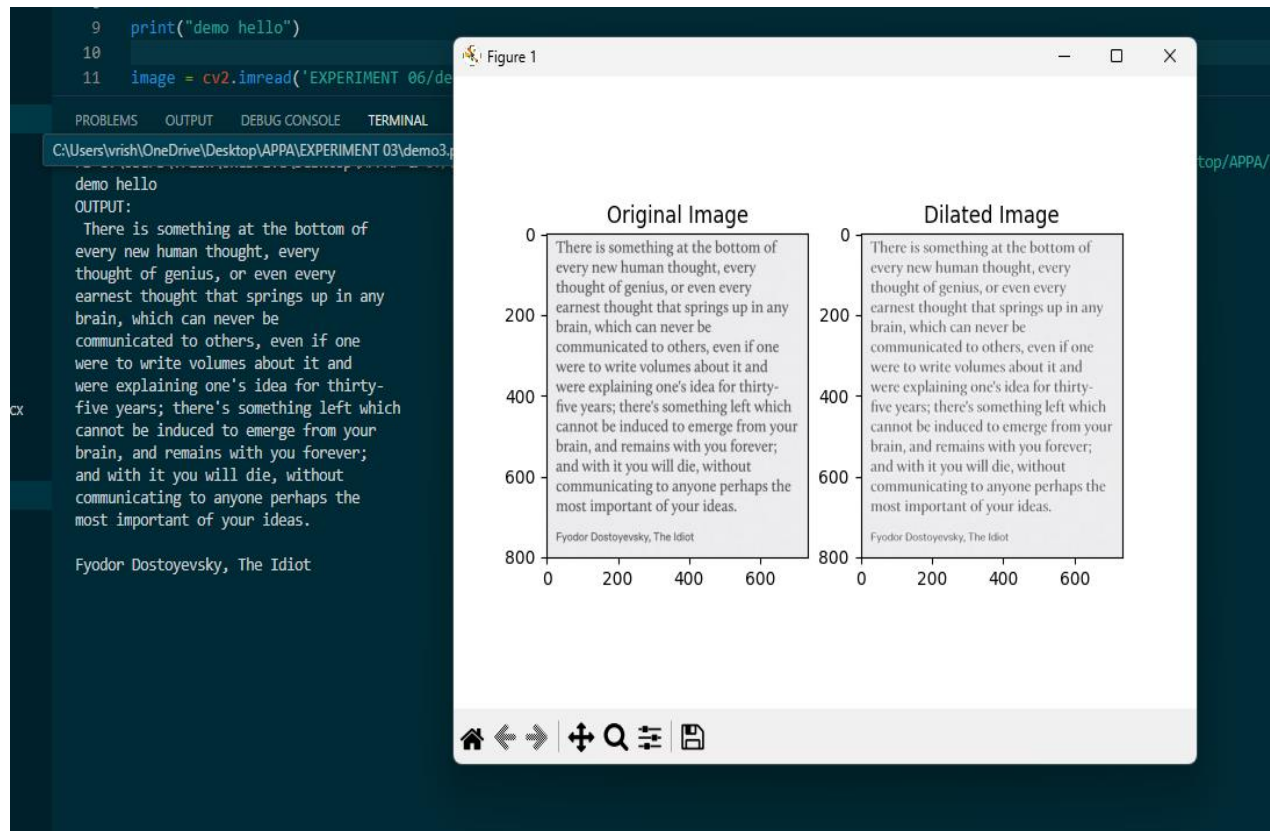 9 print("demo hello")
10
11 image = cv2.imread('EXPERIMENT 06/de
PROBLEMS OUTPUT DEBUG CONSOLE TERMINAL
C:\Users\vrish\OneDrive\Desktop\APPA\EXPERIMENT 03\demo3.p
top/APPA/
demo hello
OUTPUT:
There is something at the bottom of
every new human thought, every
thought of genius, or even every
earnest thought that springs up in any
brain, which can never be
communicated to others, even if one
were to write volumes about it and
were explaining one's idea for thirty-
cx
five years; there's something left which
cannot be induced to emerge from your
brain, and remains with you forever;
and with it you will die, without
communicating to anyone perhaps the
most important of your ideas.
Fyodor Dostoyevsky, The Idiot
Figure 1
Original Image
0
200
400
600
800
There is something at the bottom of
every new human thought, every
thought of genius, or even every
earnest thought that springs up in any
brain, which can never be
communicated to others, even if one
were to write volumes about it and
were explaining one's idea for thirty-
five years; there's something left which
cannot be induced to emerge from your
brain, and remains with you forever;
and with it you will die, without
communicating to anyone perhaps the
most important of your ideas.
Fyodor Dostoyevsky, The Idiot
0 200 400 600
Dilated Image
0
200
400
600
800
There is something at the bottom of
every new human thought, every
thought of genius, or even every
earnest thought that springs up in any
brain, which can never be
communicated to others, even if one
were to write volumes about it and
were explaining one's idea for thirty-
five years; there's something left which
cannot be induced to emerge from your
brain, and remains with you forever;
and with it you will die, without
communicating to anyone perhaps the
most important of your ideas.
Fyodor Dostoyevsky, The Idiot
0 200 400 600